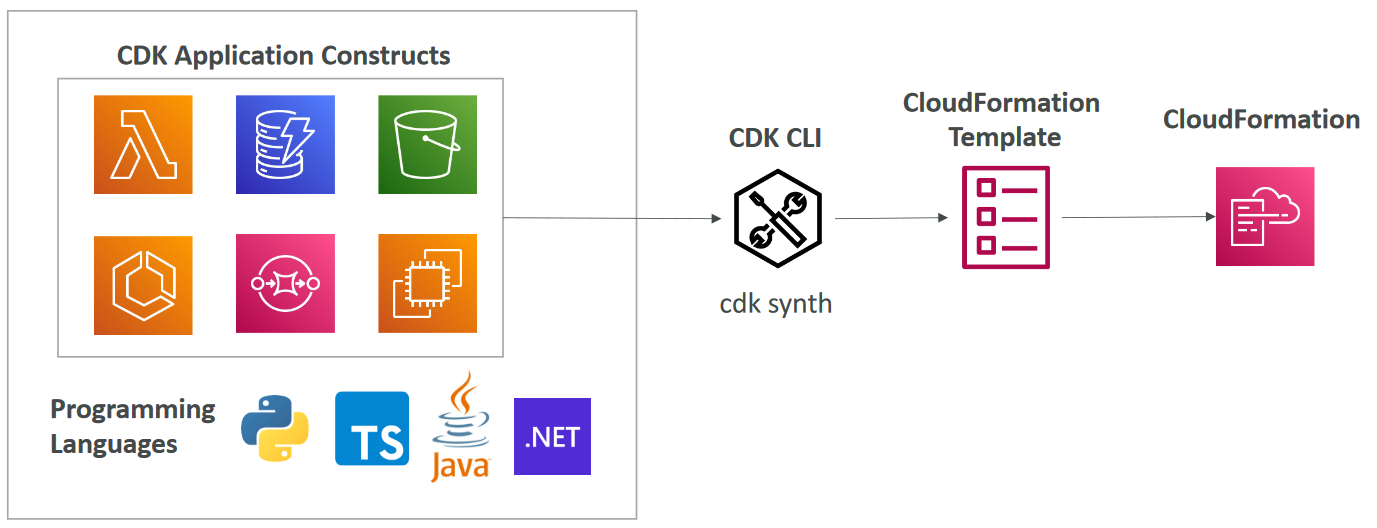 CDK Application Constructs
CDK CLI
cdk synth
CloudFormation
Template
CloudFormation
Programming
Languages
TS
Java
.NET